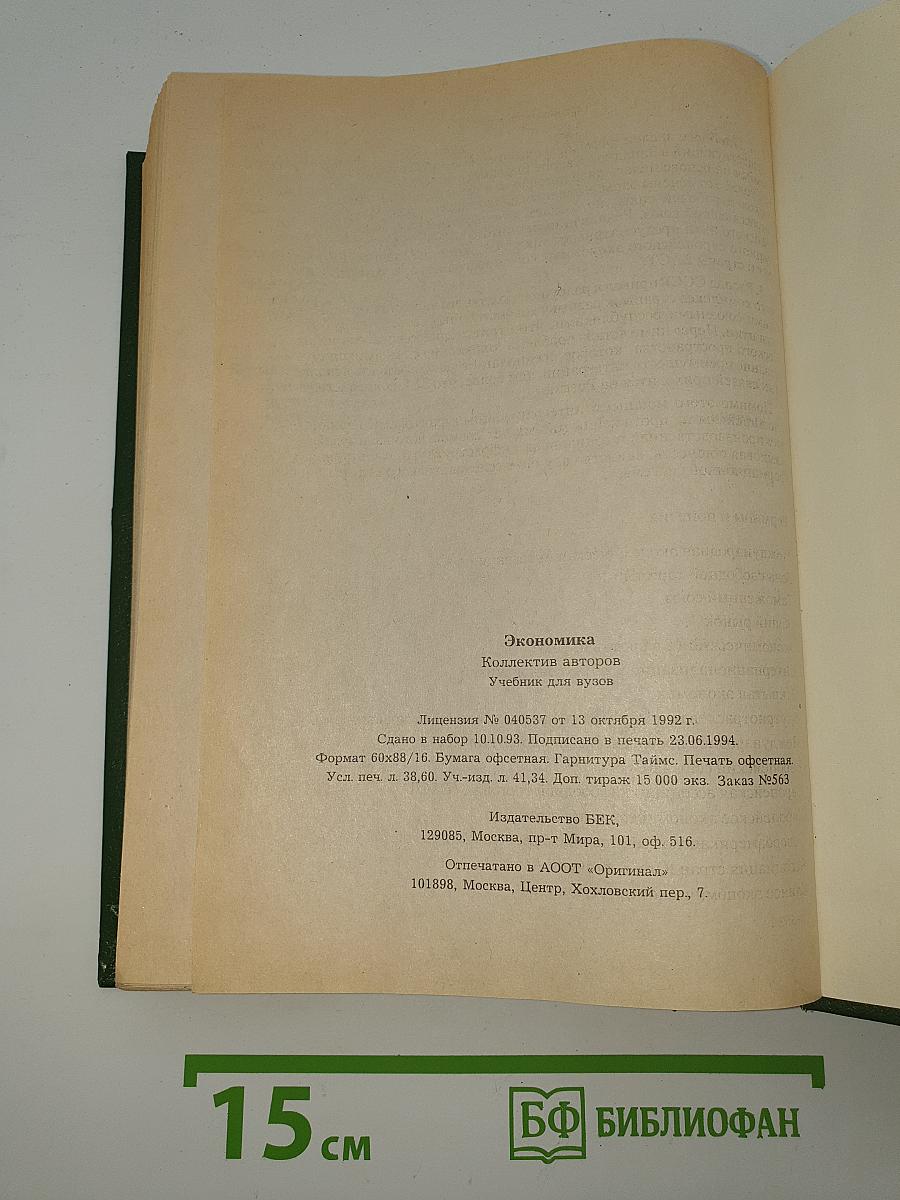 Экономика
Коллектив авторов
Учебник для вузов
Лицензия № 040537 от 13 октября 1992 г.
Сдано в набор 10.10.93. Подписано в печать 23.06.1994.
Формат 60х88/16. Бумага офсетная. Гарнитура Таймс. Печать офсетная.
Усл. печ. л. 38,60. Уч.-изд. л. 41,34. Доп. тираж 15 000 экз. Заказ №563
Издательство БЕК,
129085, Москва, пр-т Мира, 101, оф. 516.
Отпечатано в АООТ «Оригинал»
101898, Москва, Центр, Хохловский пер., 7.
15 см
БФ БИБЛИОФАН